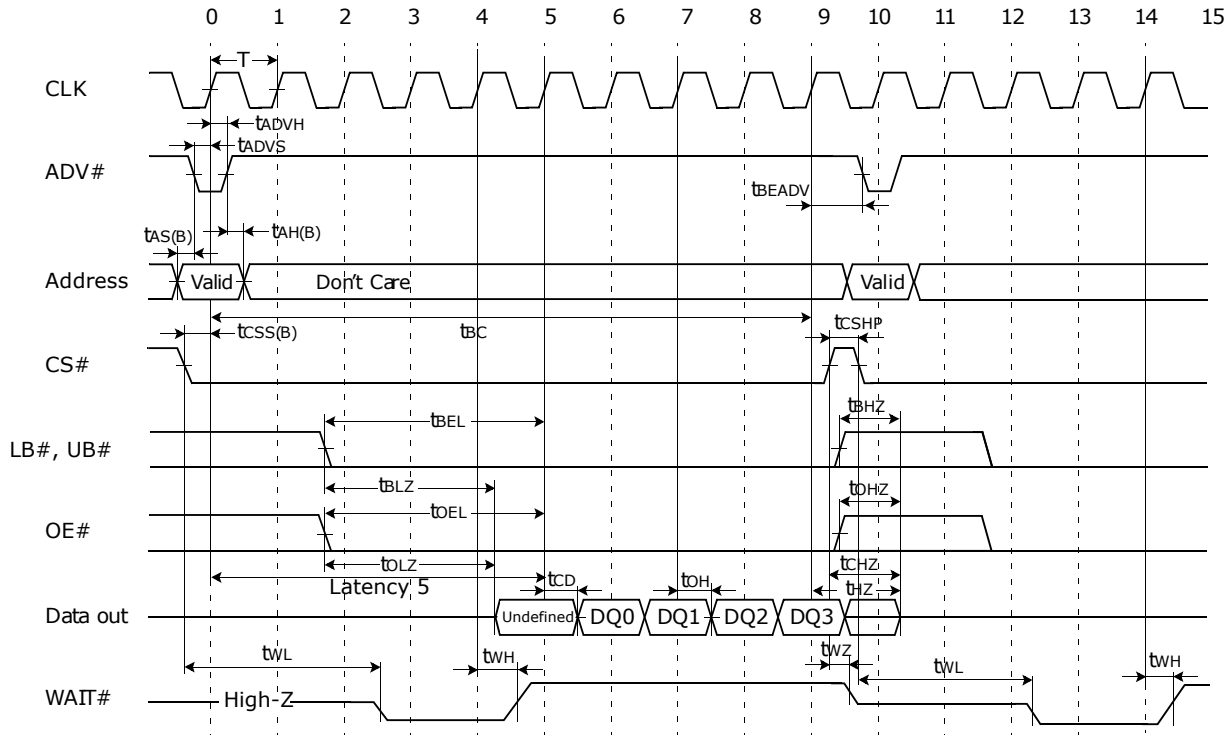 0 1 2 3 4 5 6 7 8 9 10 11 12 13 14 15
T
CLK
tADVH
tADVS
ADV#
tBEADV
tAS(B)
tAH(B)
Address
Valid
Don't Care
Valid
tCSS(B)
tBC
tCSHP
CS#
tBEL
tBHZ
LB#, UB#
tBLZ
tOHZ
tOEL
OE#
tCHZ
tOLZ
Latency 5
tCD
tOH
tHZ
Data out
Undefined
DQ0
DQ1
DQ2
DQ3
tWL
tWH
tWZ
tWL
tWH
WAIT#
High-Z